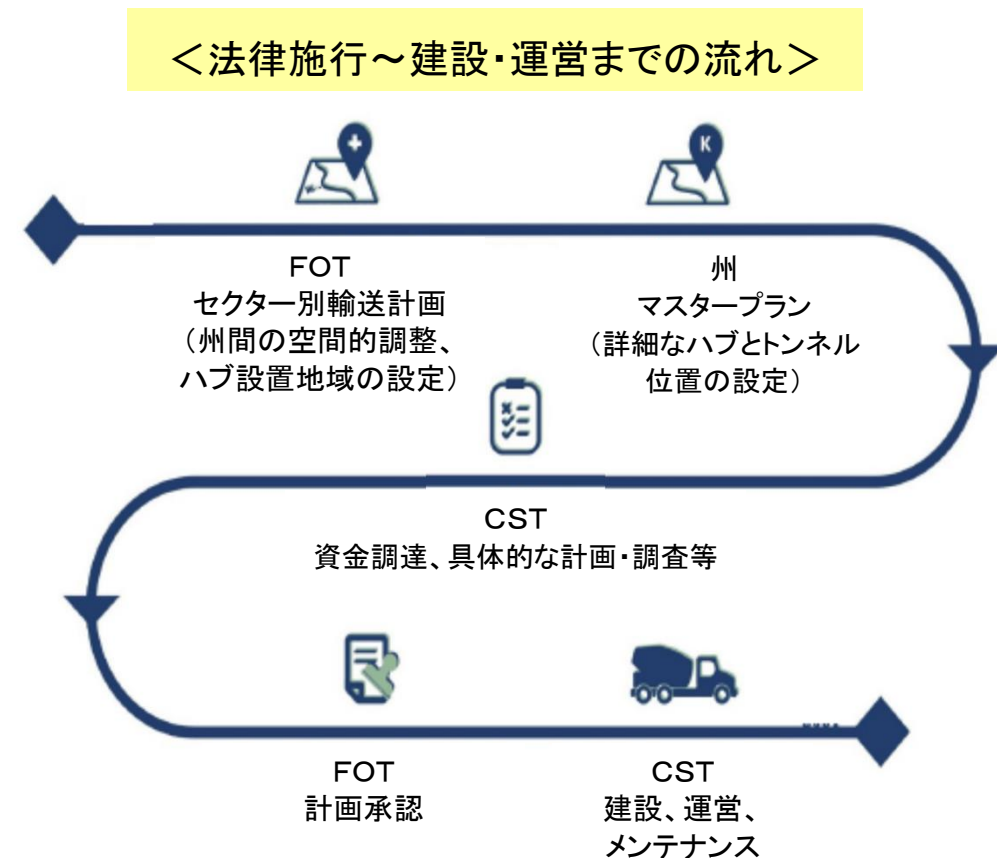 ＜法律施行～建設・運営までの流れ＞
K
FOT
セクター別輸送計画
（州間の空間的調整、
ハブ設置地域の設定）
州
マスタープラン
（詳細なハブとトンネル
位置の設定）
CST
資金調達、具体的な計画・調査等
FOT
計画承認
CST
建設、運営、
メンテナンス